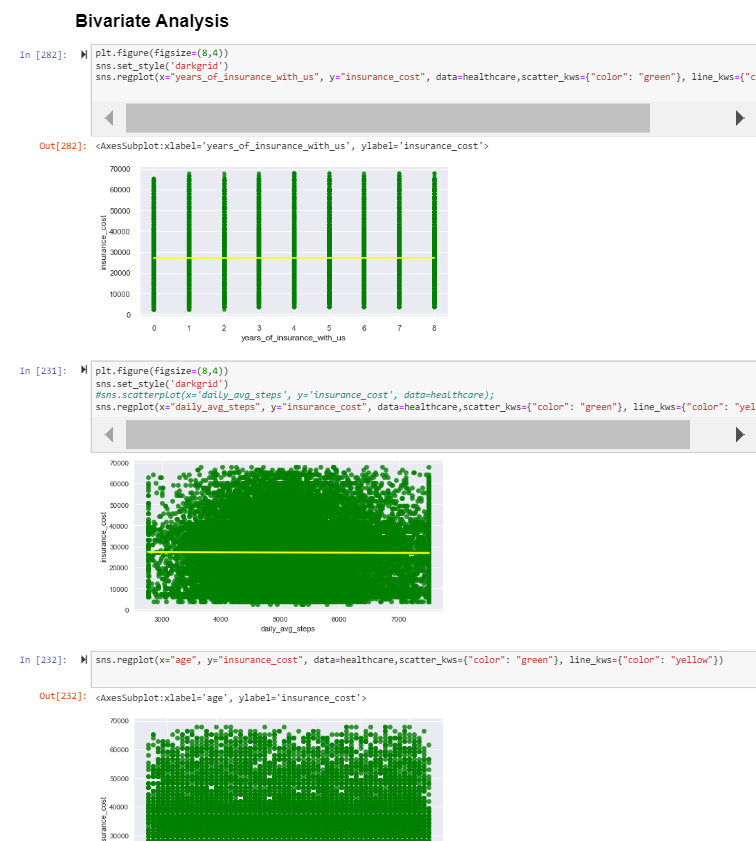 Bivariate Analysis
In [282]:
plt.figure(figsize=(8,4))
sns.set_style('darkgrid')
sns.regplot(x="years_of_insurance_with_us", y="insurance_cost", data=healthcare,scatter_kws={"color": "green"}, line_kws={"c
Out[282]: <AxesSubplot:xlabel='years_of_insurance_with_us', ylabel='insurance_cost'>
70000
60000
50000
40000
30000
20000
10000
0
insurance_cost
0 1 2 3 4 5 6 7 8
years_of_insurance_with_us
In [231]:
plt.figure(figsize=(8,4))
sns.set_style('darkgrid')
#sns.scatterplot(x='daily_avg_steps', y='insurance_cost', data=healthcare);
sns.regplot(x="daily_avg_steps", y="insurance_cost", data=healthcare,scatter_kws={"color": "green"}, line_kws={"color": "yel
70000
60000
50000
40000
30000
20000
10000
0
insurance_cost
3000 4000 5000 6000 7000
daily_avg_steps
In [232]:
sns.regplot(x="age", y="insurance_cost", data=healthcare,scatter_kws={"color": "green"}, line_kws={"color": "yellow"})
Out[232]: <AxesSubplot:xlabel='age', ylabel='insurance_cost'>
70000
60000
50000
40000
30000
surance_cost